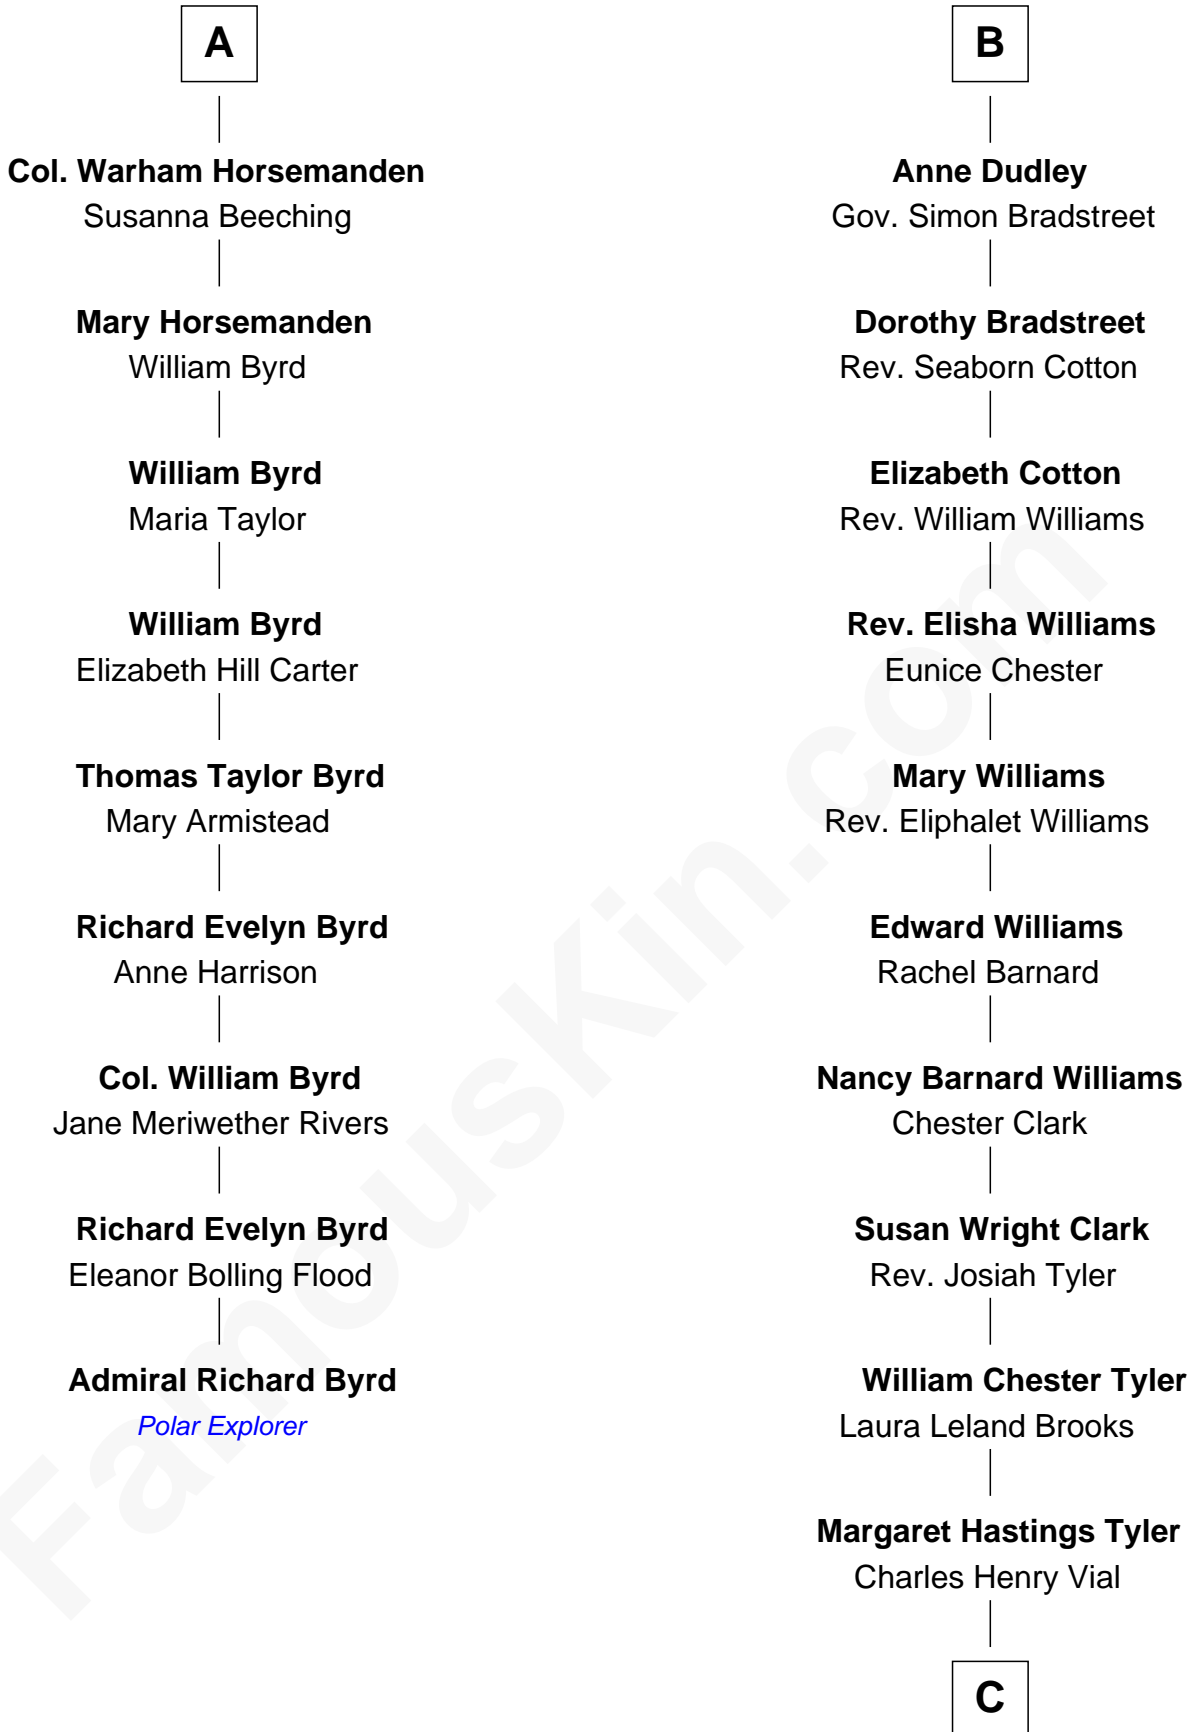 A
Col. Warham Horsemanden
Susanna Beeching
Mary Horsemanden
William Byrd
William Byrd
Maria Taylor
William Byrd
Elizabeth Hill Carter
Thomas Taylor Byrd
Mary Armistead
Richard Evelyn Byrd
Anne Harrison
Col. William Byrd
Jane Meriwether Rivers
Richard Evelyn Byrd
Eleanor Bolling Flood
Admiral Richard Byrd
Polar Explorer
B
Anne Dudley
Gov. Simon Bradstreet
Dorothy Bradstreet
Rev. Seaborn Cotton
Elizabeth Cotton
Rev. William Williams
Rev. Elisha Williams
Eunice Chester
Mary Williams
Rev. Eliphalet Williams
Edward Williams
Rachel Barnard
Nancy Barnard Williams
Chester Clark
Susan Wright Clark
Rev. Josiah Tyler
William Chester Tyler
Laura Leland Brooks
Margaret Hastings Tyler
Charles Henry Vial
C
FamousKin.com